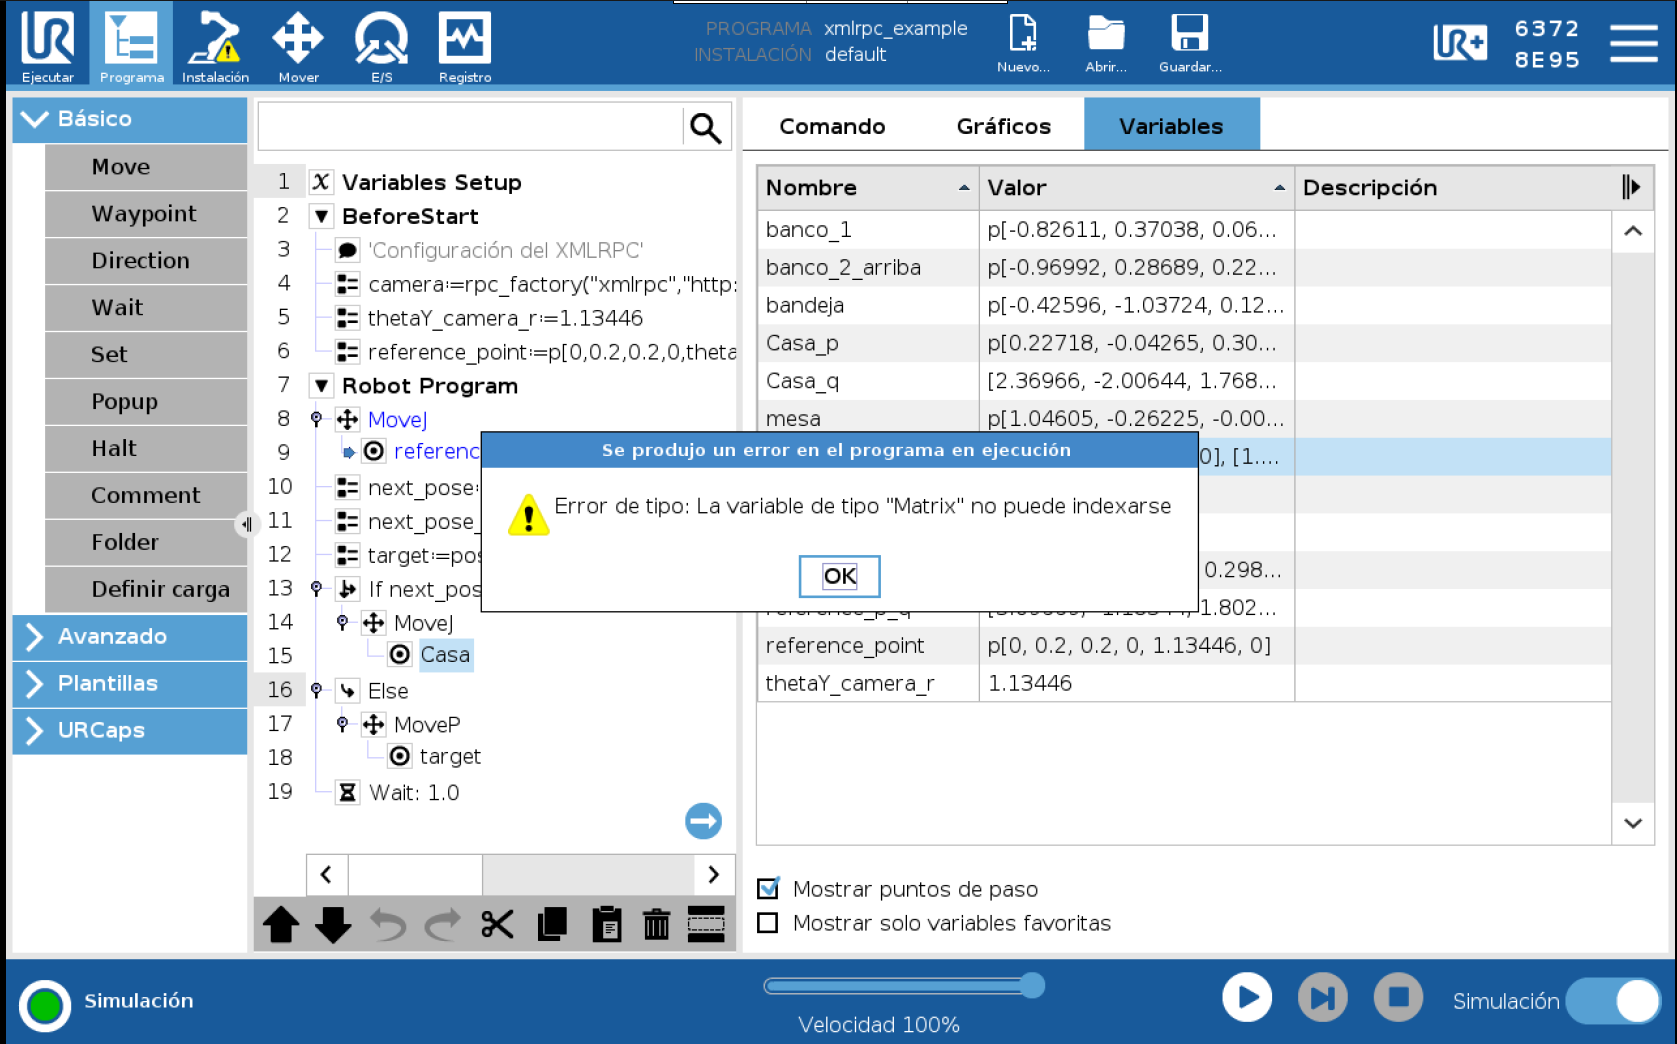 PROGRAMA xmlrpc_example
INSTALACIÓN default
Ejecutar
Programa
Instalación
Mover
E/S
Registro
Nuevo...
Abrir...
Guardar...
UR+
6372
8E95
Básico
Move
Waypoint
Direction
Wait
Set
Popup
Halt
Comment
Folder
Definir carga
Avanzado
Plantillas
URCaps
1 X Variables Setup
2 BeforeStart
3 'Configuración del XMLRPC'
4 camera:=rpc_factory("xmlrpc","http:
5 thetaY_camera_r:=1.13446
6 reference_point:=p[0,0.2,0.2,0,theta
7 Robot Program
8 MoveJ
9 referenc
10 next_pose:
11 next_pose_
12 target:=pos
13 If next_pos
14 MoveJ
15 Casa
16 Else
17 MoveP
18 target
19 Wait: 1.0
Comando
Gráficos
Variables
Nombre Valor Descripción
banco_1 p[-0.82611, 0.37038, 0.06...
banco_2_arriba p[-0.96992, 0.28689, 0.22...
bandeja p[-0.42596, -1.03724, 0.12...
Casa_p p[0.22718, -0.04265, 0.30...
Casa_q [2.36966, -2.00644, 1.768...
mesa p[1.04605, -0.26225, -0.00...
0], [1....
0.298...
1.802...
reference_point p[0, 0.2, 0.2, 0, 1.13446, 0]
thetaY_camera_r 1.13446
Se produjo un error en el programa en ejecución
Error de tipo: La variable de tipo "Matrix" no puede indexarse
OK
Mostrar puntos de paso
Mostrar solo variables favoritas
Simulación
Velocidad 100%
Simulación